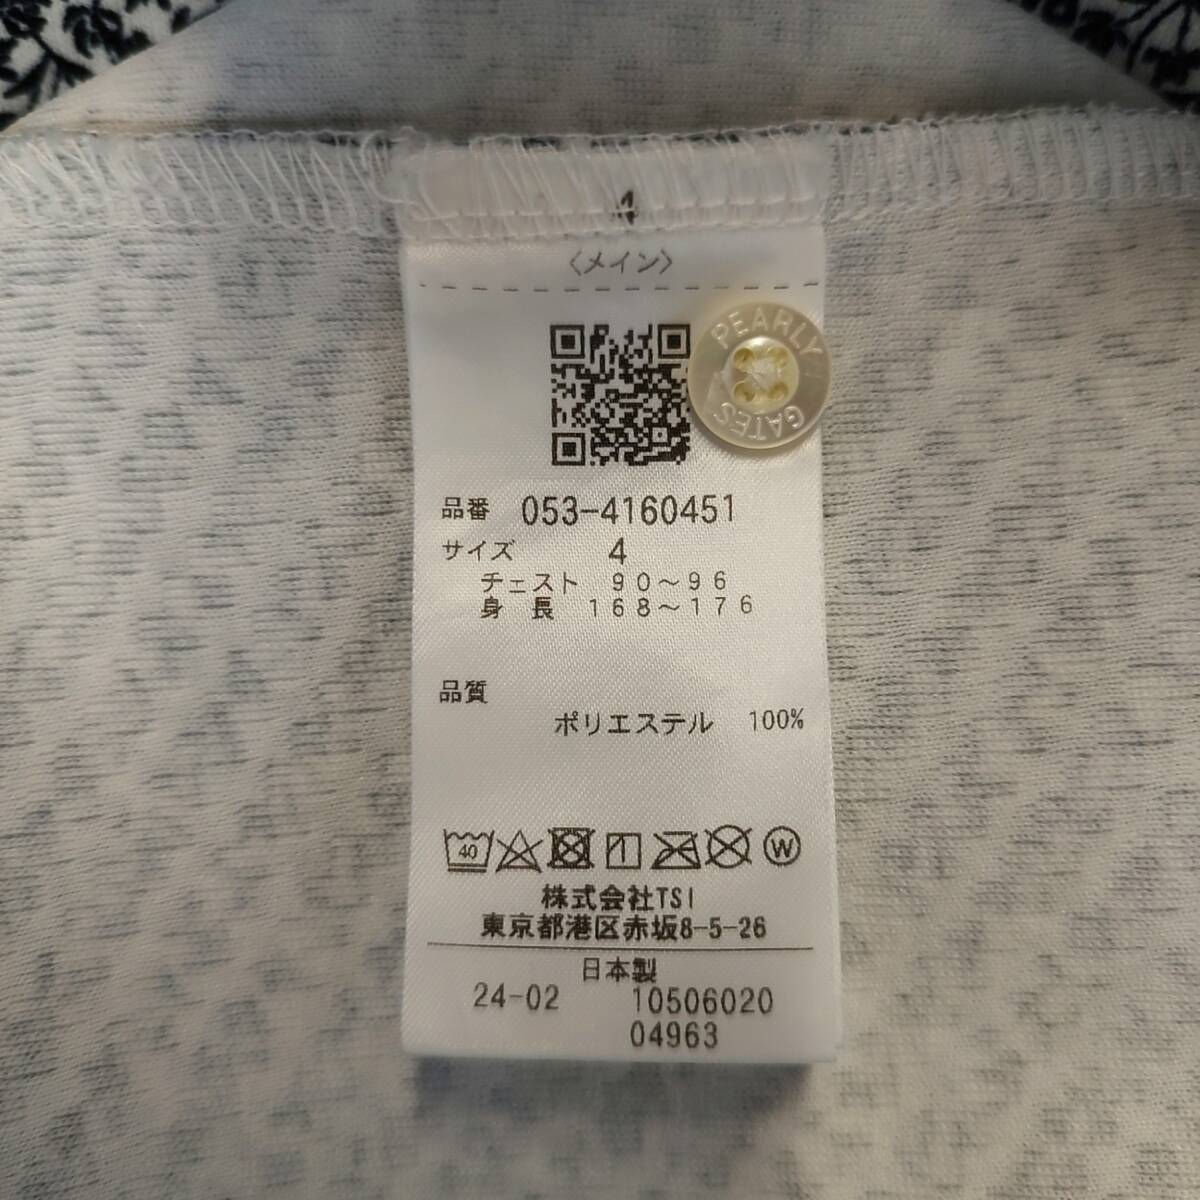 4
〈メイン〉
PEARLY GATES
品番 053-4160451
サイズ 4
チェスト 90～96
身長 168～176
品質
ポリエステル 100%
40
W
株式会社TSI
東京都港区赤坂8-5-26
日本製
24-02 10506020
04963